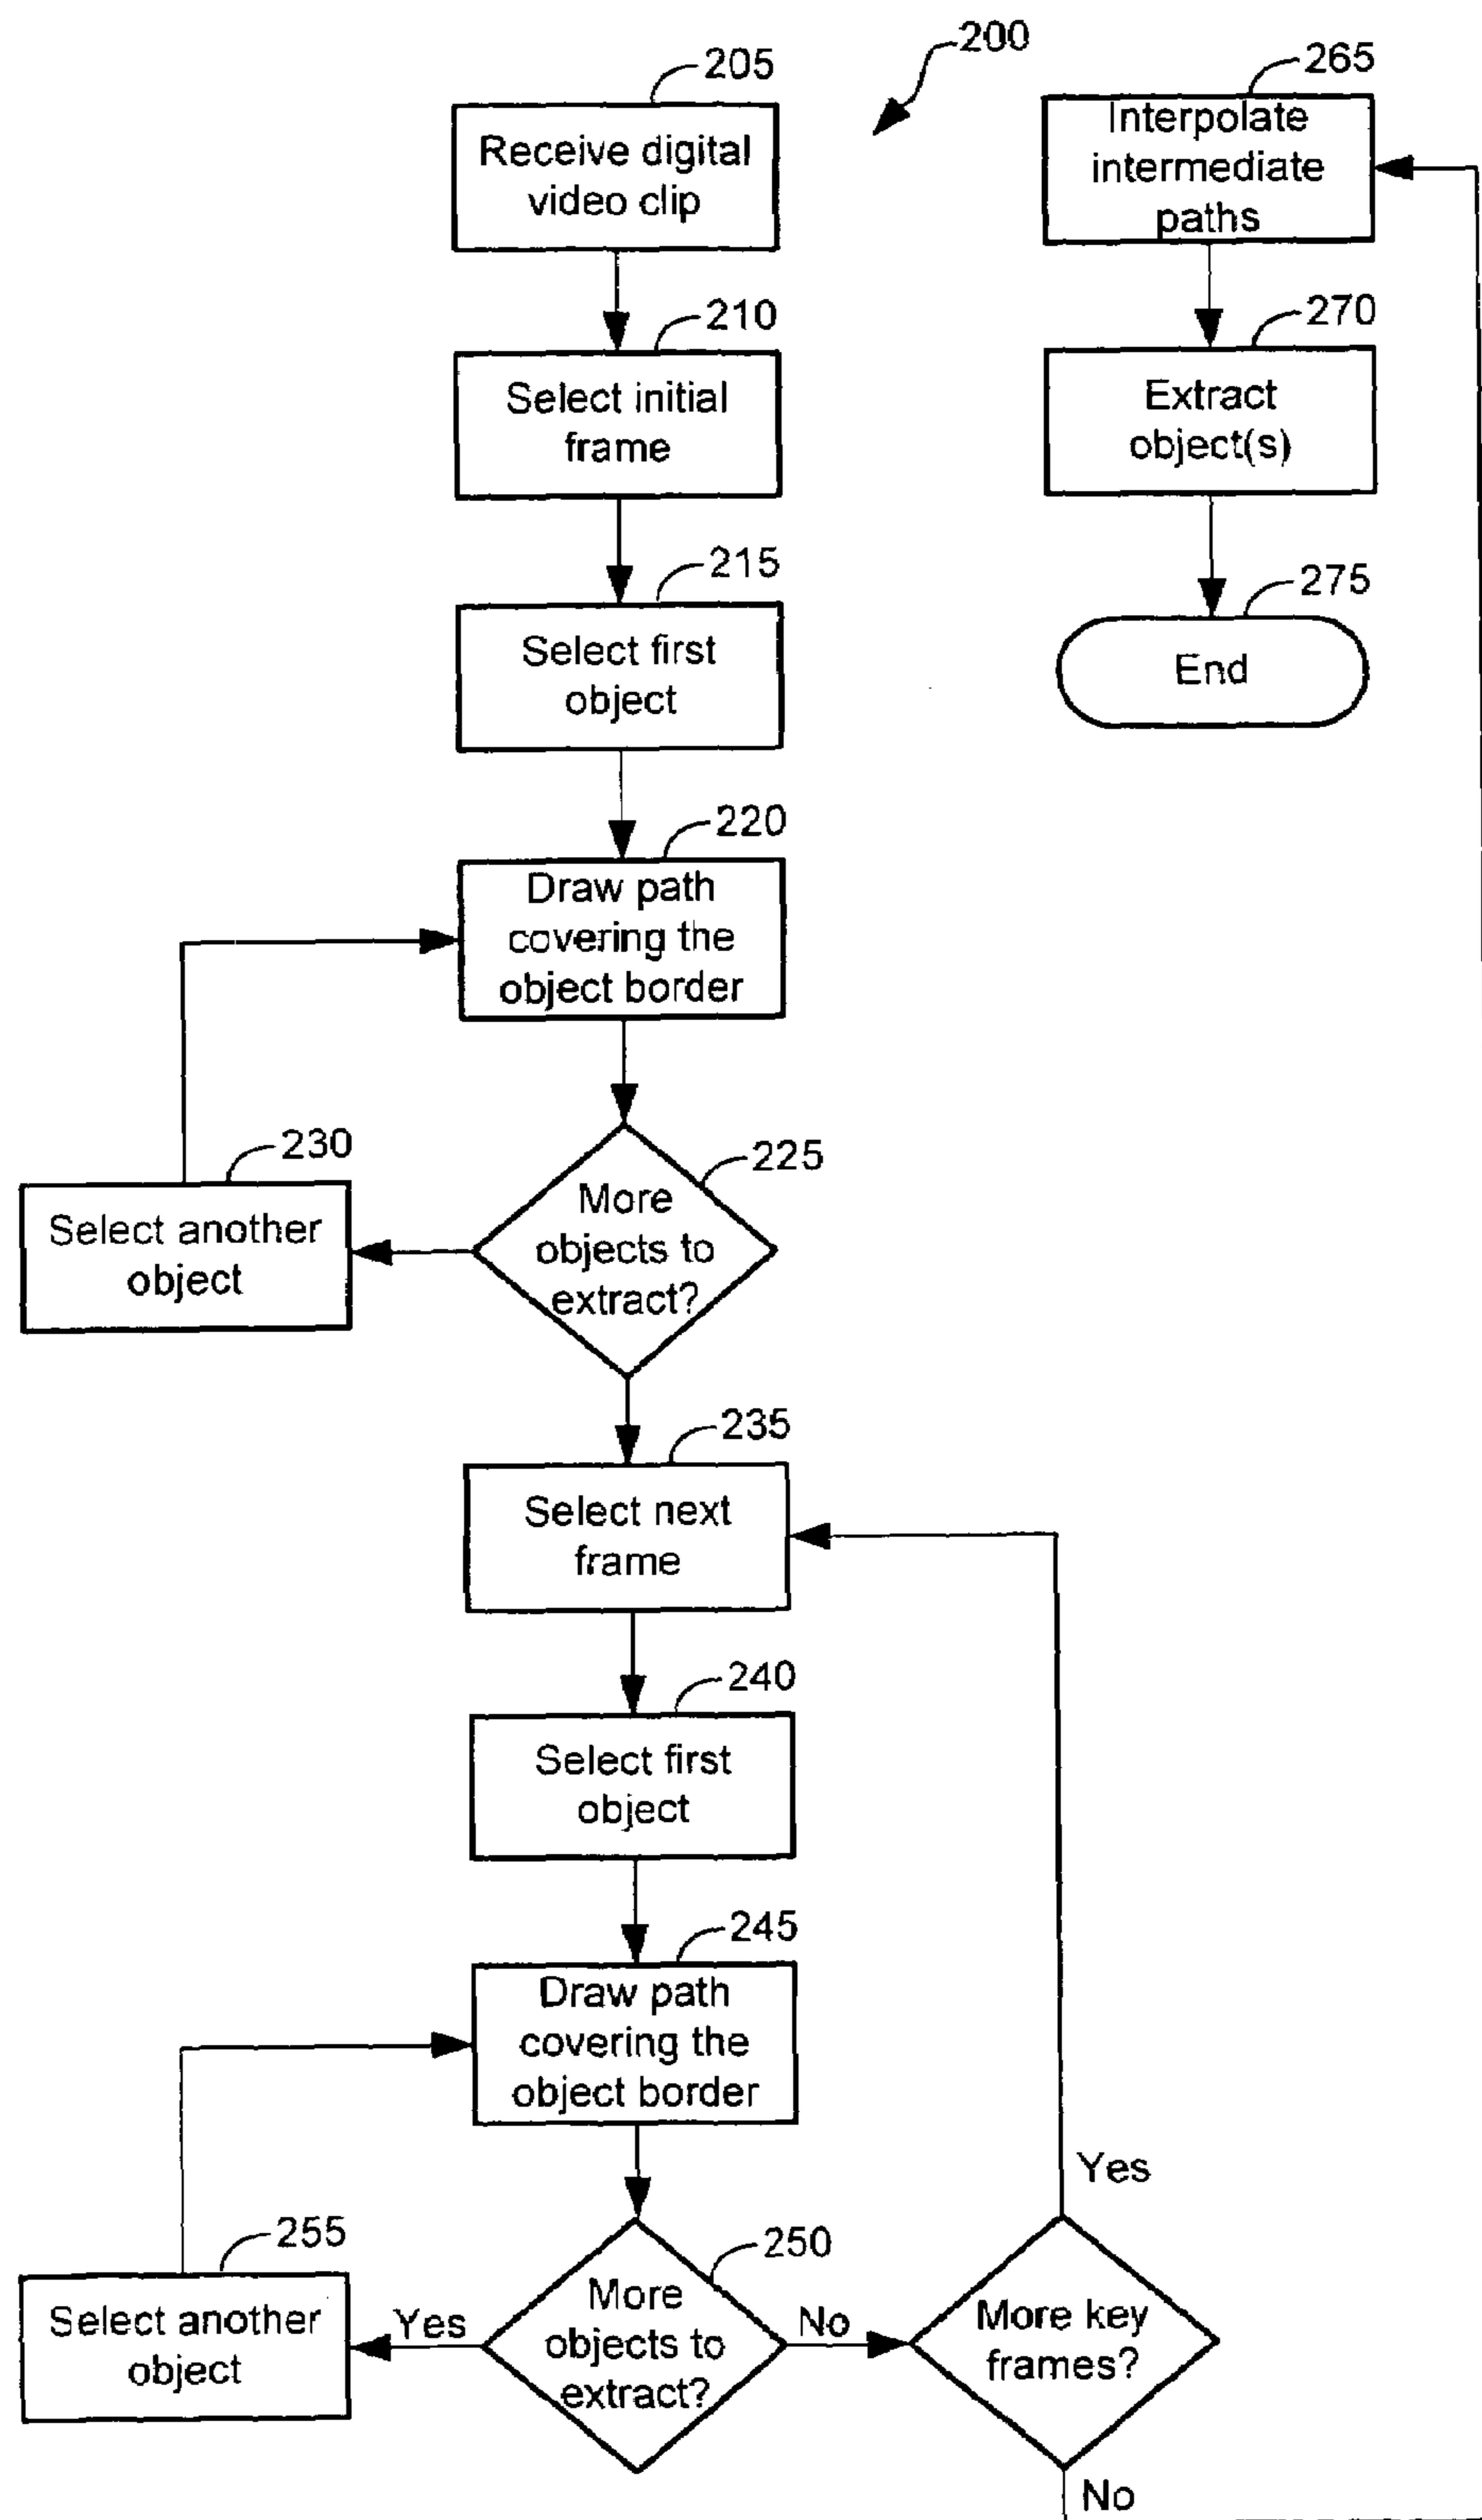 200
205
Receive digital
video clip
210
Select initial
frame
215
Select first
object
220
Draw path
covering the
object border
225
More
objects to
extract?
230
Select another
object
235
Select next
frame
240
Select first
object
245
Draw path
covering the
object border
250
More
objects to
extract?
Yes
255
Select another
object
No
More key
frames?
Yes
No
265
Interpolate
intermediate
paths
270
Extract
object(s)
275
End